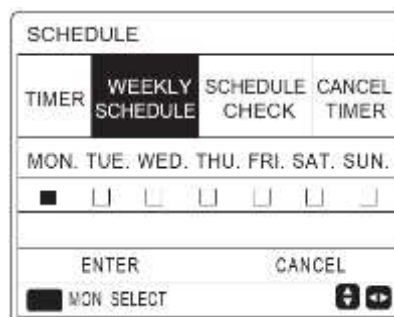 SCHEDULE
TIMER WEEKLY SCHEDULE SCHEDULE CHECK CANCEL TIMER
MON. TUE. WED. THU. FRI. SAT. SUN.
ENTER CANCEL
MON SELECT